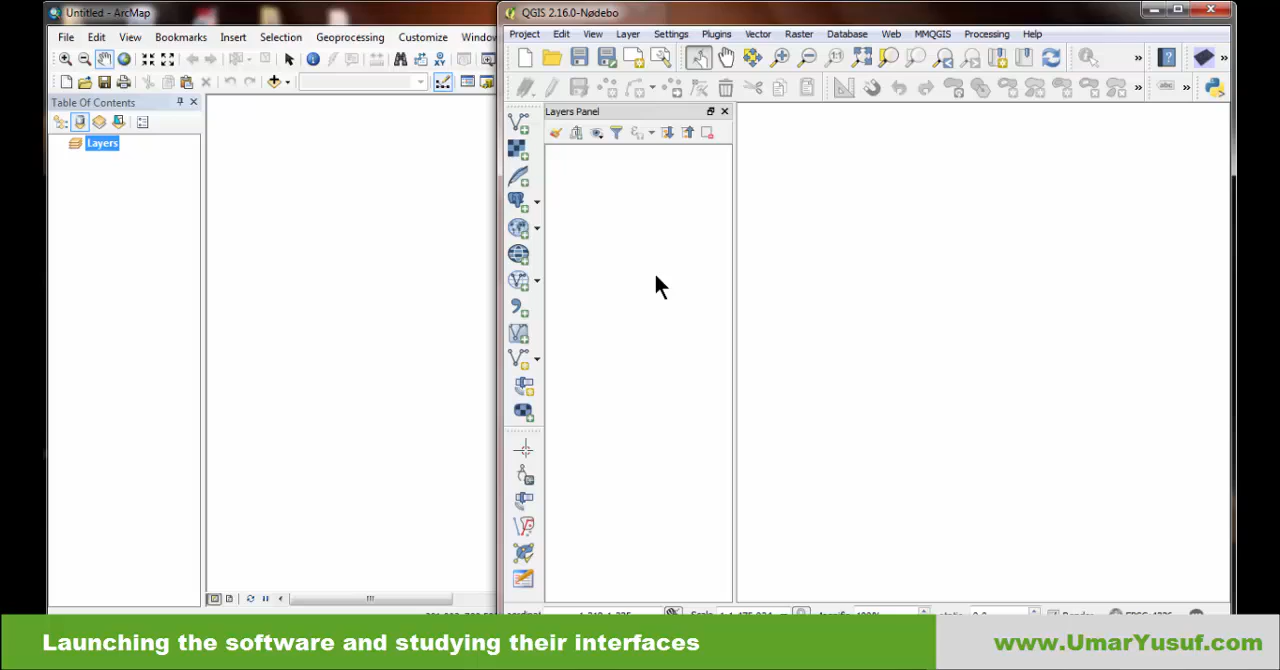 Untitled - ArcMap
File Edit View Bookmarks Insert Selection Geoprocessing Customize Window
Table Of Contents
Layers
QGIS 2.16.0-Nødebo
Project Edit View Layer Settings Plugins Vector Raster Database Web MMQGIS Processing Help
Layers Panel
Launching the software and studying their interfaces
www.UmarYusuf.com